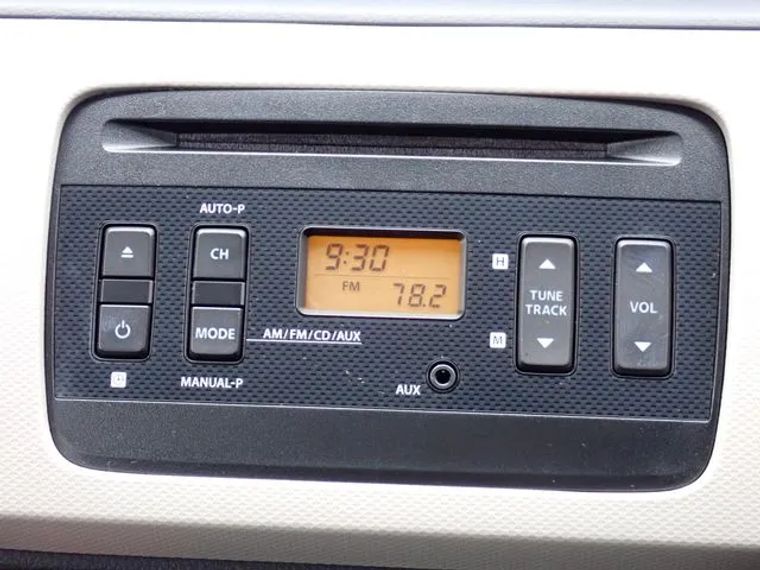 AUTO-P
CH
MODE
AM/FM/CD/AUX
MANUAL-P
9:30
FM
78.2
AUX
H
TUNE
TRACK
M
VOL